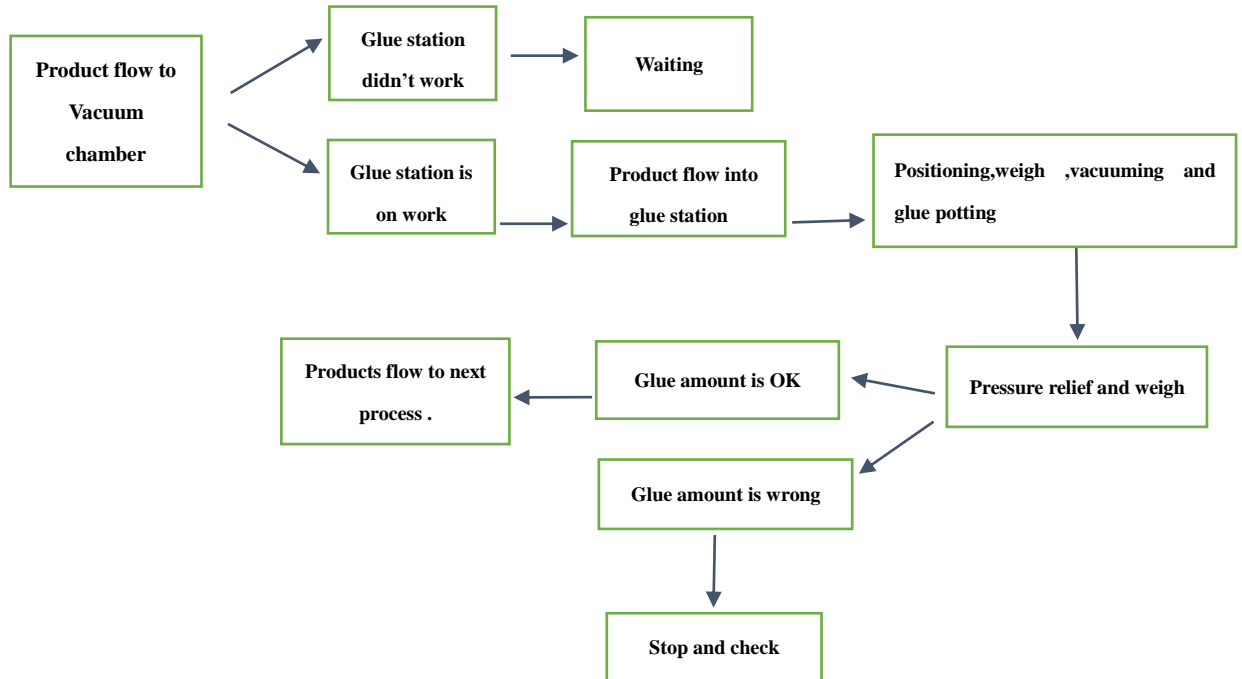 Product flow to
Vacuum
chamber
Glue station
didn’t work
Waiting
Glue station is
on work
Product flow into
glue station
Positioning,weigh ,vacuuming and
glue potting
Pressure relief and weigh
Glue amount is OK
Products flow to next
process .
Glue amount is wrong
Stop and check